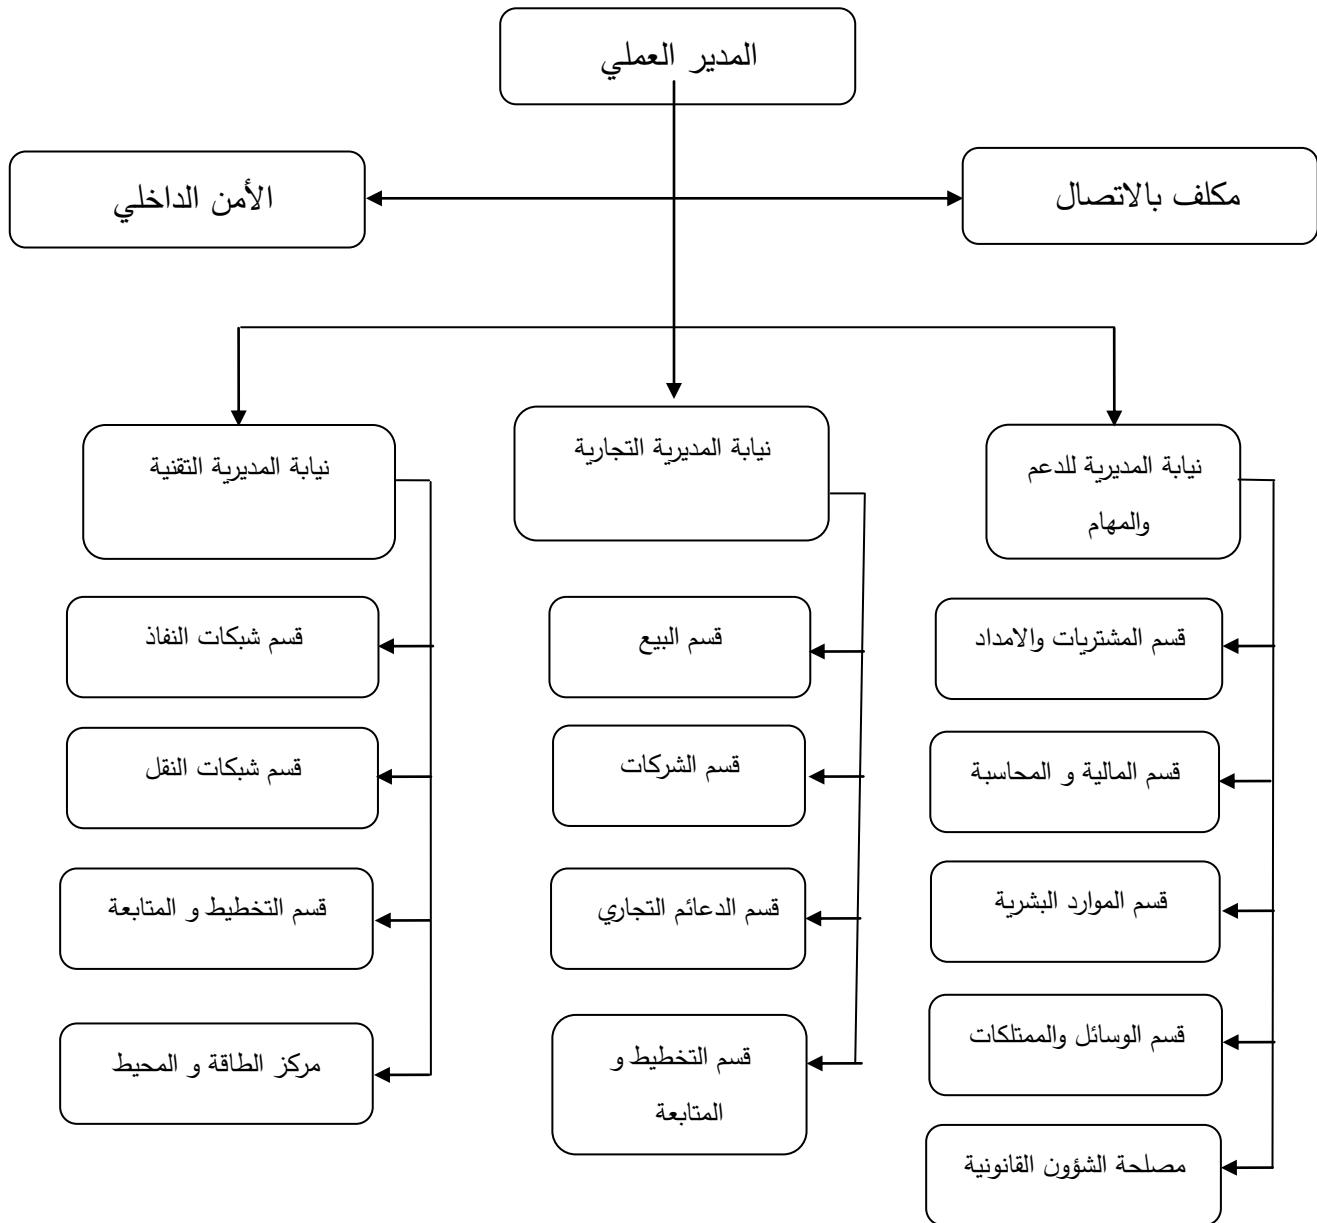 المدير العملي
مكلف بالاتصال
الأمن الداخلي
نيابة المديرية للدعم
والمهام
نيابة المديرية التجارية
نيابة المديرية التقنية
قسم المشتريات والامداد
قسم البيع
قسم شبكات النفاذ
قسم المالية و المحاسبة
قسم الشركات
قسم شبكات النقل
قسم الموارد البشرية
قسم الدعائم التجاري
قسم التخطيط و المتابعة
قسم الوسائل والممتلكات
قسم التخطيط و
المتابعة
مركز الطاقة و المحيط
مصلحة الشؤون القانونية